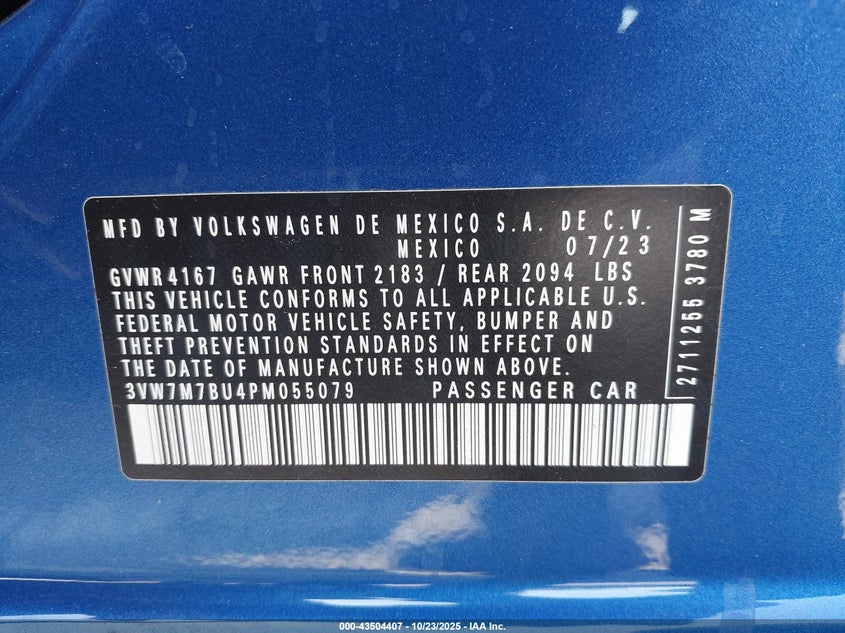 MFD BY VOLKSWAGEN DE MEXICO S.A. DE C.V.
MEXICO 07/23
GVWR 4167 GAWR FRONT 2183 / REAR 2094 LBS
THIS VEHICLE CONFORMS TO ALL APPLICABLE U.S.
FEDERAL MOTOR VEHICLE SAFETY, BUMPER AND
THEFT PREVENTION STANDARDS IN EFFECT ON
THE DATE OF MANUFACTURE SHOWN ABOVE.
3VW7M7BU4PM055079 PASSENGER CAR
2711255 3780 M
000-43504407 - 10/23/2025 - IAA Inc.